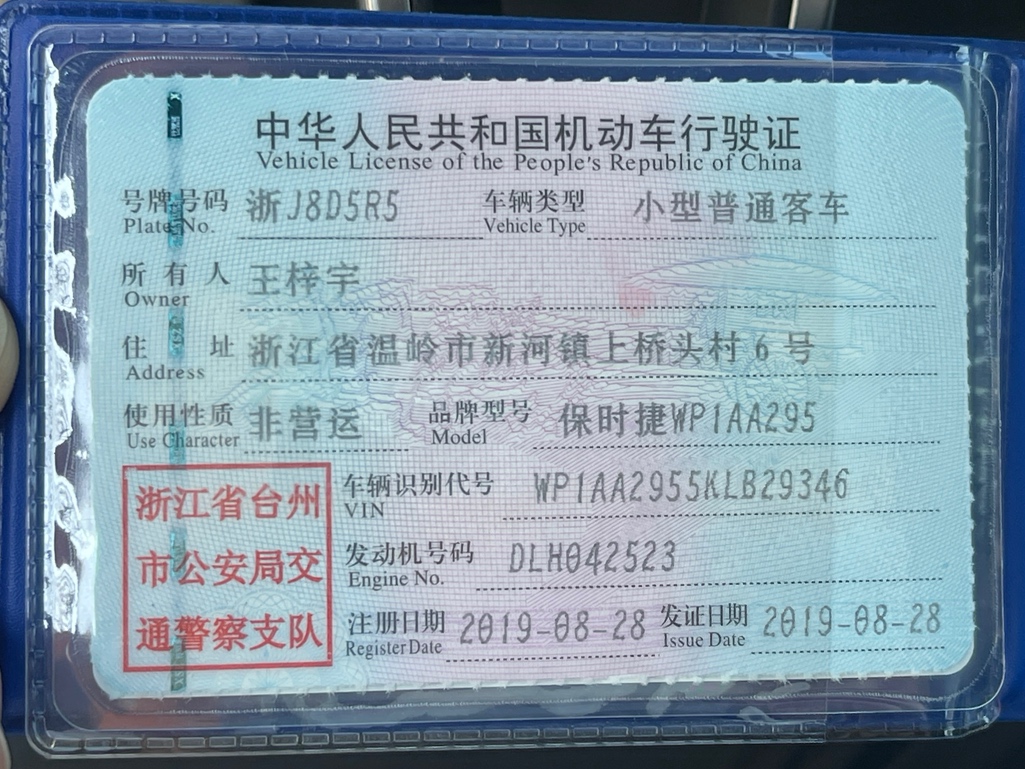 中华人民共和国机动车行驶证
Vehicle License of the People's Republic of China
号牌号码 浙J8D5R5 车辆类型 小型普通客车
Plate No. Vehicle Type
所有人 王梓宇
Owner
住址 浙江省温岭市新河镇上桥头村6号
Address
使用性质 非营运 品牌型号 保时捷WP1AA295
Use Character Model
浙江省台州
市公安局交
通警察支队
车辆识别代号 WP1AA2955KLB29346
VIN
发动机号码 DLH042523
Engine No.
注册日期 2019-08-28 发证日期 2019-08-28
Register Date Issue Date